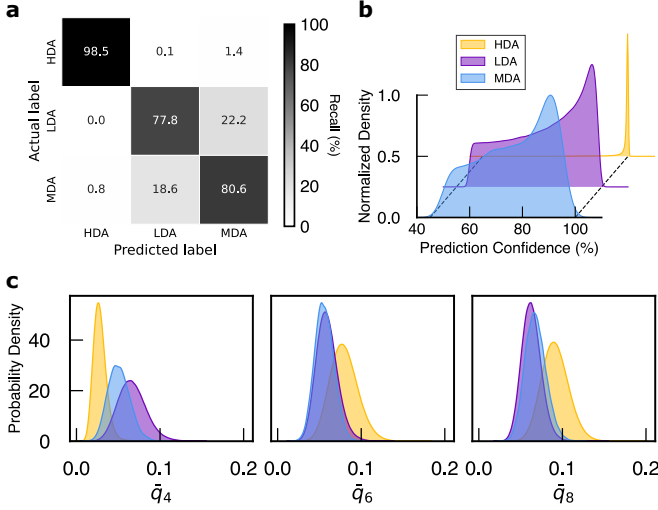 a
Actual label
HDA
LDA
MDA
98.5 0.1 1.4
0.0 77.8 22.2
0.8 18.6 80.6
HDA LDA MDA
Predicted label
100
80
60
40
20
0
Recall (%)
b
HDA
LDA
MDA
Normalized Density
1.0
0.5
0.0
40 60 80 100
Prediction Confidence (%)
c
Probability Density
40
20
0
0.0 0.1 0.2
q̄4
0.0 0.1 0.2
q̄6
0.0 0.1 0.2
q̄8